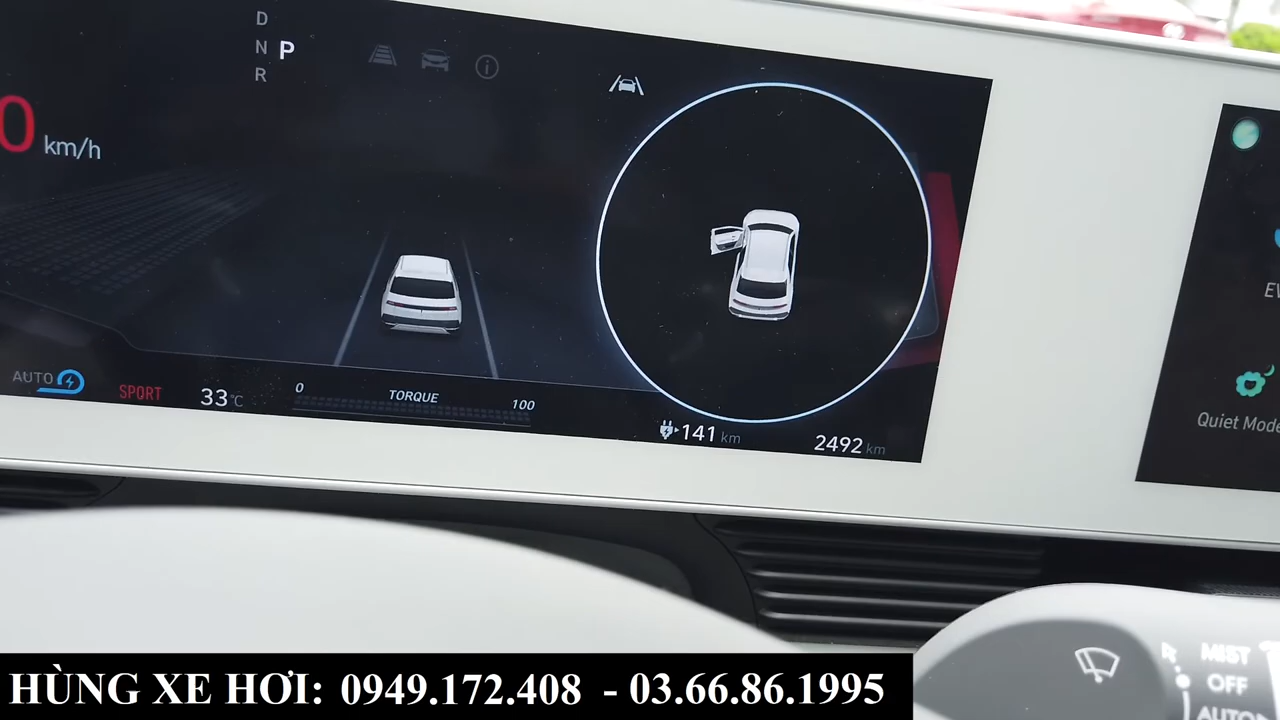 D
N P
R
0 km/h
AUTO
SPORT
33°C
0 TORQUE 100
141 km
2492 km
Quiet Mode
MIST
OFF
AUTO
HÙNG XE HƠI: 0949.172.408 - 03.66.86.1995